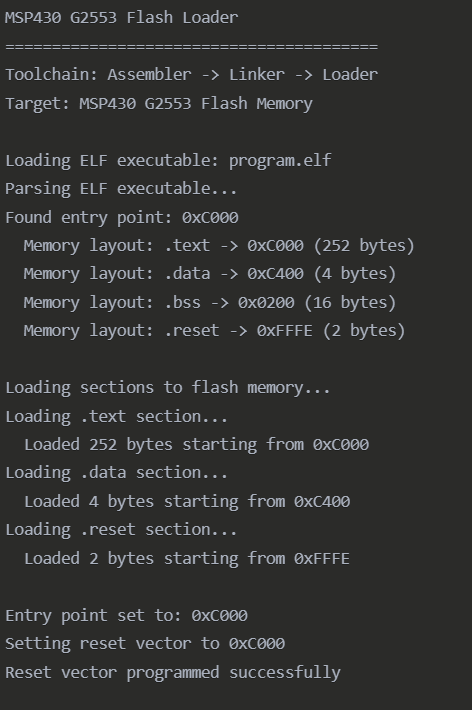 MSP430 G2553 Flash Loader
========================================
Toolchain: Assembler -> Linker -> Loader
Target: MSP430 G2553 Flash Memory

Loading ELF executable: program.elf
Parsing ELF executable...
Found entry point: 0xC000
  Memory layout: .text -> 0xC000 (252 bytes)
  Memory layout: .data -> 0xC400 (4 bytes)
  Memory layout: .bss -> 0x0200 (16 bytes)
  Memory layout: .reset -> 0xFFFE (2 bytes)

Loading sections to flash memory...
Loading .text section...
  Loaded 252 bytes starting from 0xC000
Loading .data section...
  Loaded 4 bytes starting from 0xC400
Loading .reset section...
  Loaded 2 bytes starting from 0xFFFE

Entry point set to: 0xC000
Setting reset vector to 0xC000
Reset vector programmed successfully